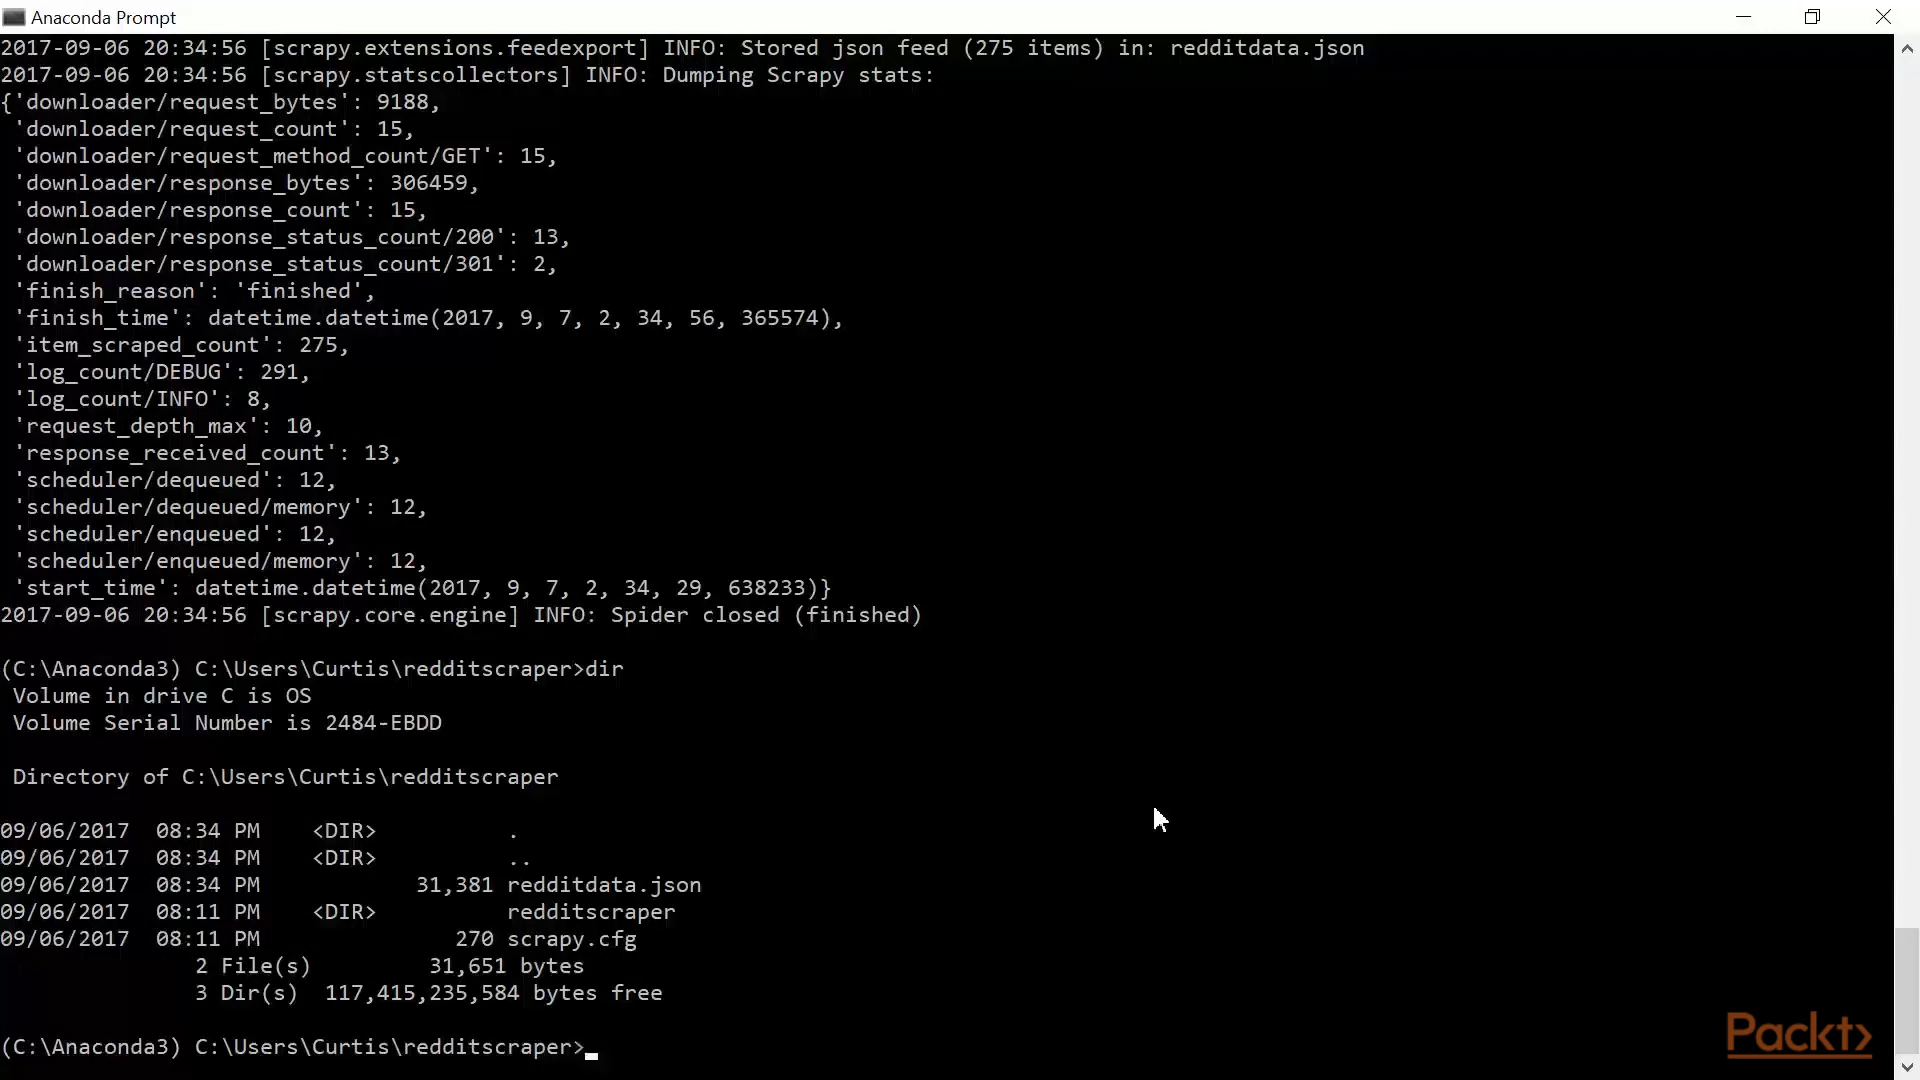 Anaconda Prompt
2017-09-06 20:34:56 [scrapy.extensions.feedexport] INFO: Stored json feed (275 items) in: redditdata.json
2017-09-06 20:34:56 [scrapy.statscollectors] INFO: Dumping Scrapy stats:
{'downloader/request_bytes': 9188,
 'downloader/request_count': 15,
 'downloader/request_method_count/GET': 15,
 'downloader/response_bytes': 306459,
 'downloader/response_count': 15,
 'downloader/response_status_count/200': 13,
 'downloader/response_status_count/301': 2,
 'finish_reason': 'finished',
 'finish_time': datetime.datetime(2017, 9, 7, 2, 34, 56, 365574),
 'item_scraped_count': 275,
 'log_count/DEBUG': 291,
 'log_count/INFO': 8,
 'request_depth_max': 10,
 'response_received_count': 13,
 'scheduler/dequeued': 12,
 'scheduler/dequeued/memory': 12,
 'scheduler/enqueued': 12,
 'scheduler/enqueued/memory': 12,
 'start_time': datetime.datetime(2017, 9, 7, 2, 34, 29, 638233)}
2017-09-06 20:34:56 [scrapy.core.engine] INFO: Spider closed (finished)
(C:\Anaconda3) C:\Users\Curtis\redditscraper>dir
 Volume in drive C is OS
 Volume Serial Number is 2484-EBDD
 Directory of C:\Users\Curtis\redditscraper
09/06/2017  08:34 PM    <DIR>          .
09/06/2017  08:34 PM    <DIR>          ..
09/06/2017  08:34 PM            31,381 redditdata.json
09/06/2017  08:11 PM    <DIR>          redditscraper
09/06/2017  08:11 PM               270 scrapy.cfg
               2 File(s)         31,651 bytes
               3 Dir(s)  117,415,235,584 bytes free
(C:\Anaconda3) C:\Users\Curtis\redditscraper>
Packt>